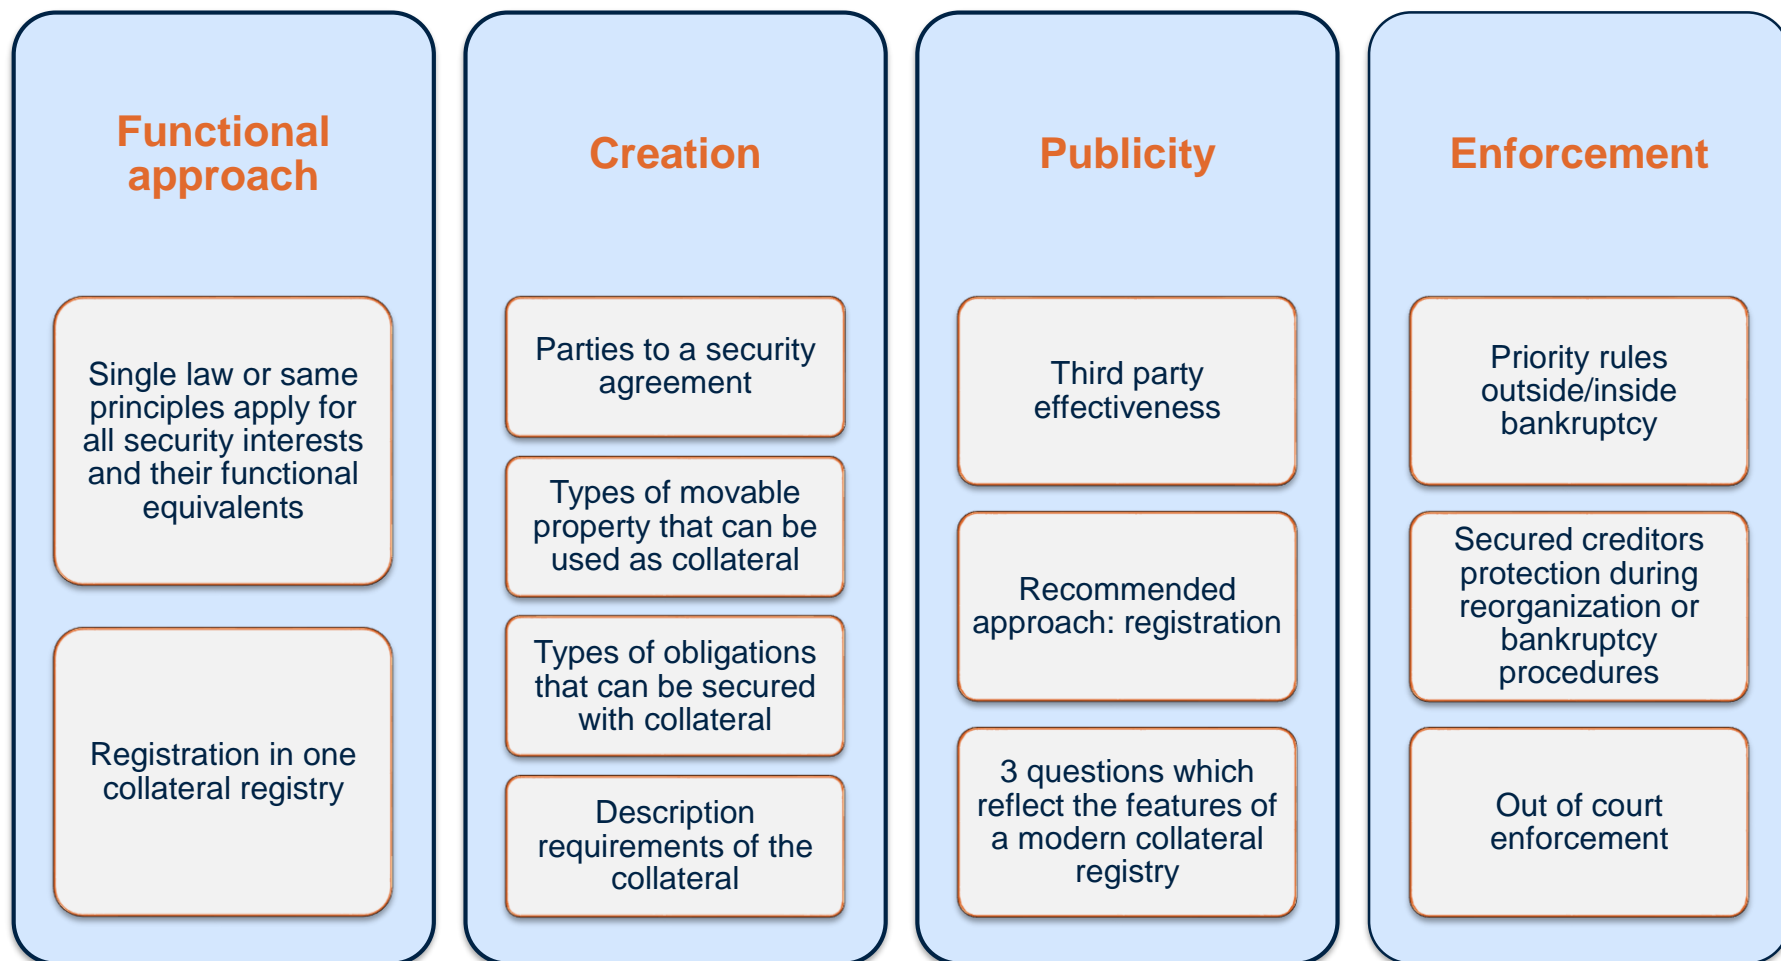 Functional
approach
Single law or same
principles apply for
all security interests
and their functional
equivalents
Registration in one
collateral registry
Creation
Parties to a security
agreement
Types of movable
property that can be
used as collateral
Types of obligations
that can be secured
with collateral
Description
requirements of the
collateral
Publicity
Third party
effectiveness
Recommended
approach: registration
3 questions which
reflect the features of
a modern collateral
registry
Enforcement
Priority rules
outside/inside
bankruptcy
Secured creditors
protection during
reorganization or
bankruptcy
procedures
Out of court
enforcement